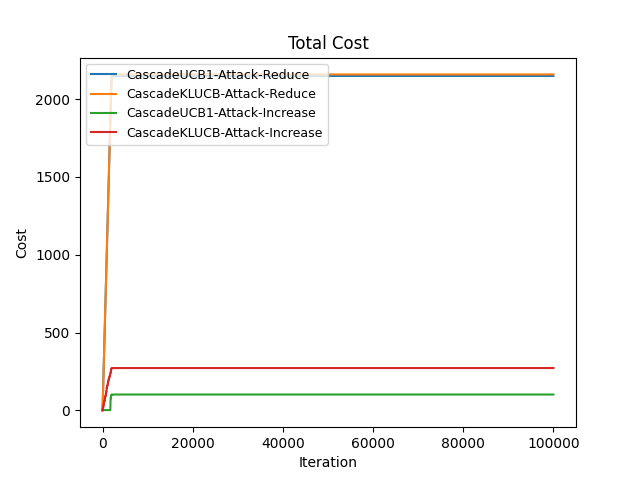 Total Cost
CascadeUCB1-Attack-Reduce
CascadeKLUCB-Attack-Reduce
CascadeUCB1-Attack-Increase
CascadeKLUCB-Attack-Increase
2000
1500
1000
500
0
Cost
0 20000 40000 60000 80000 100000
Iteration